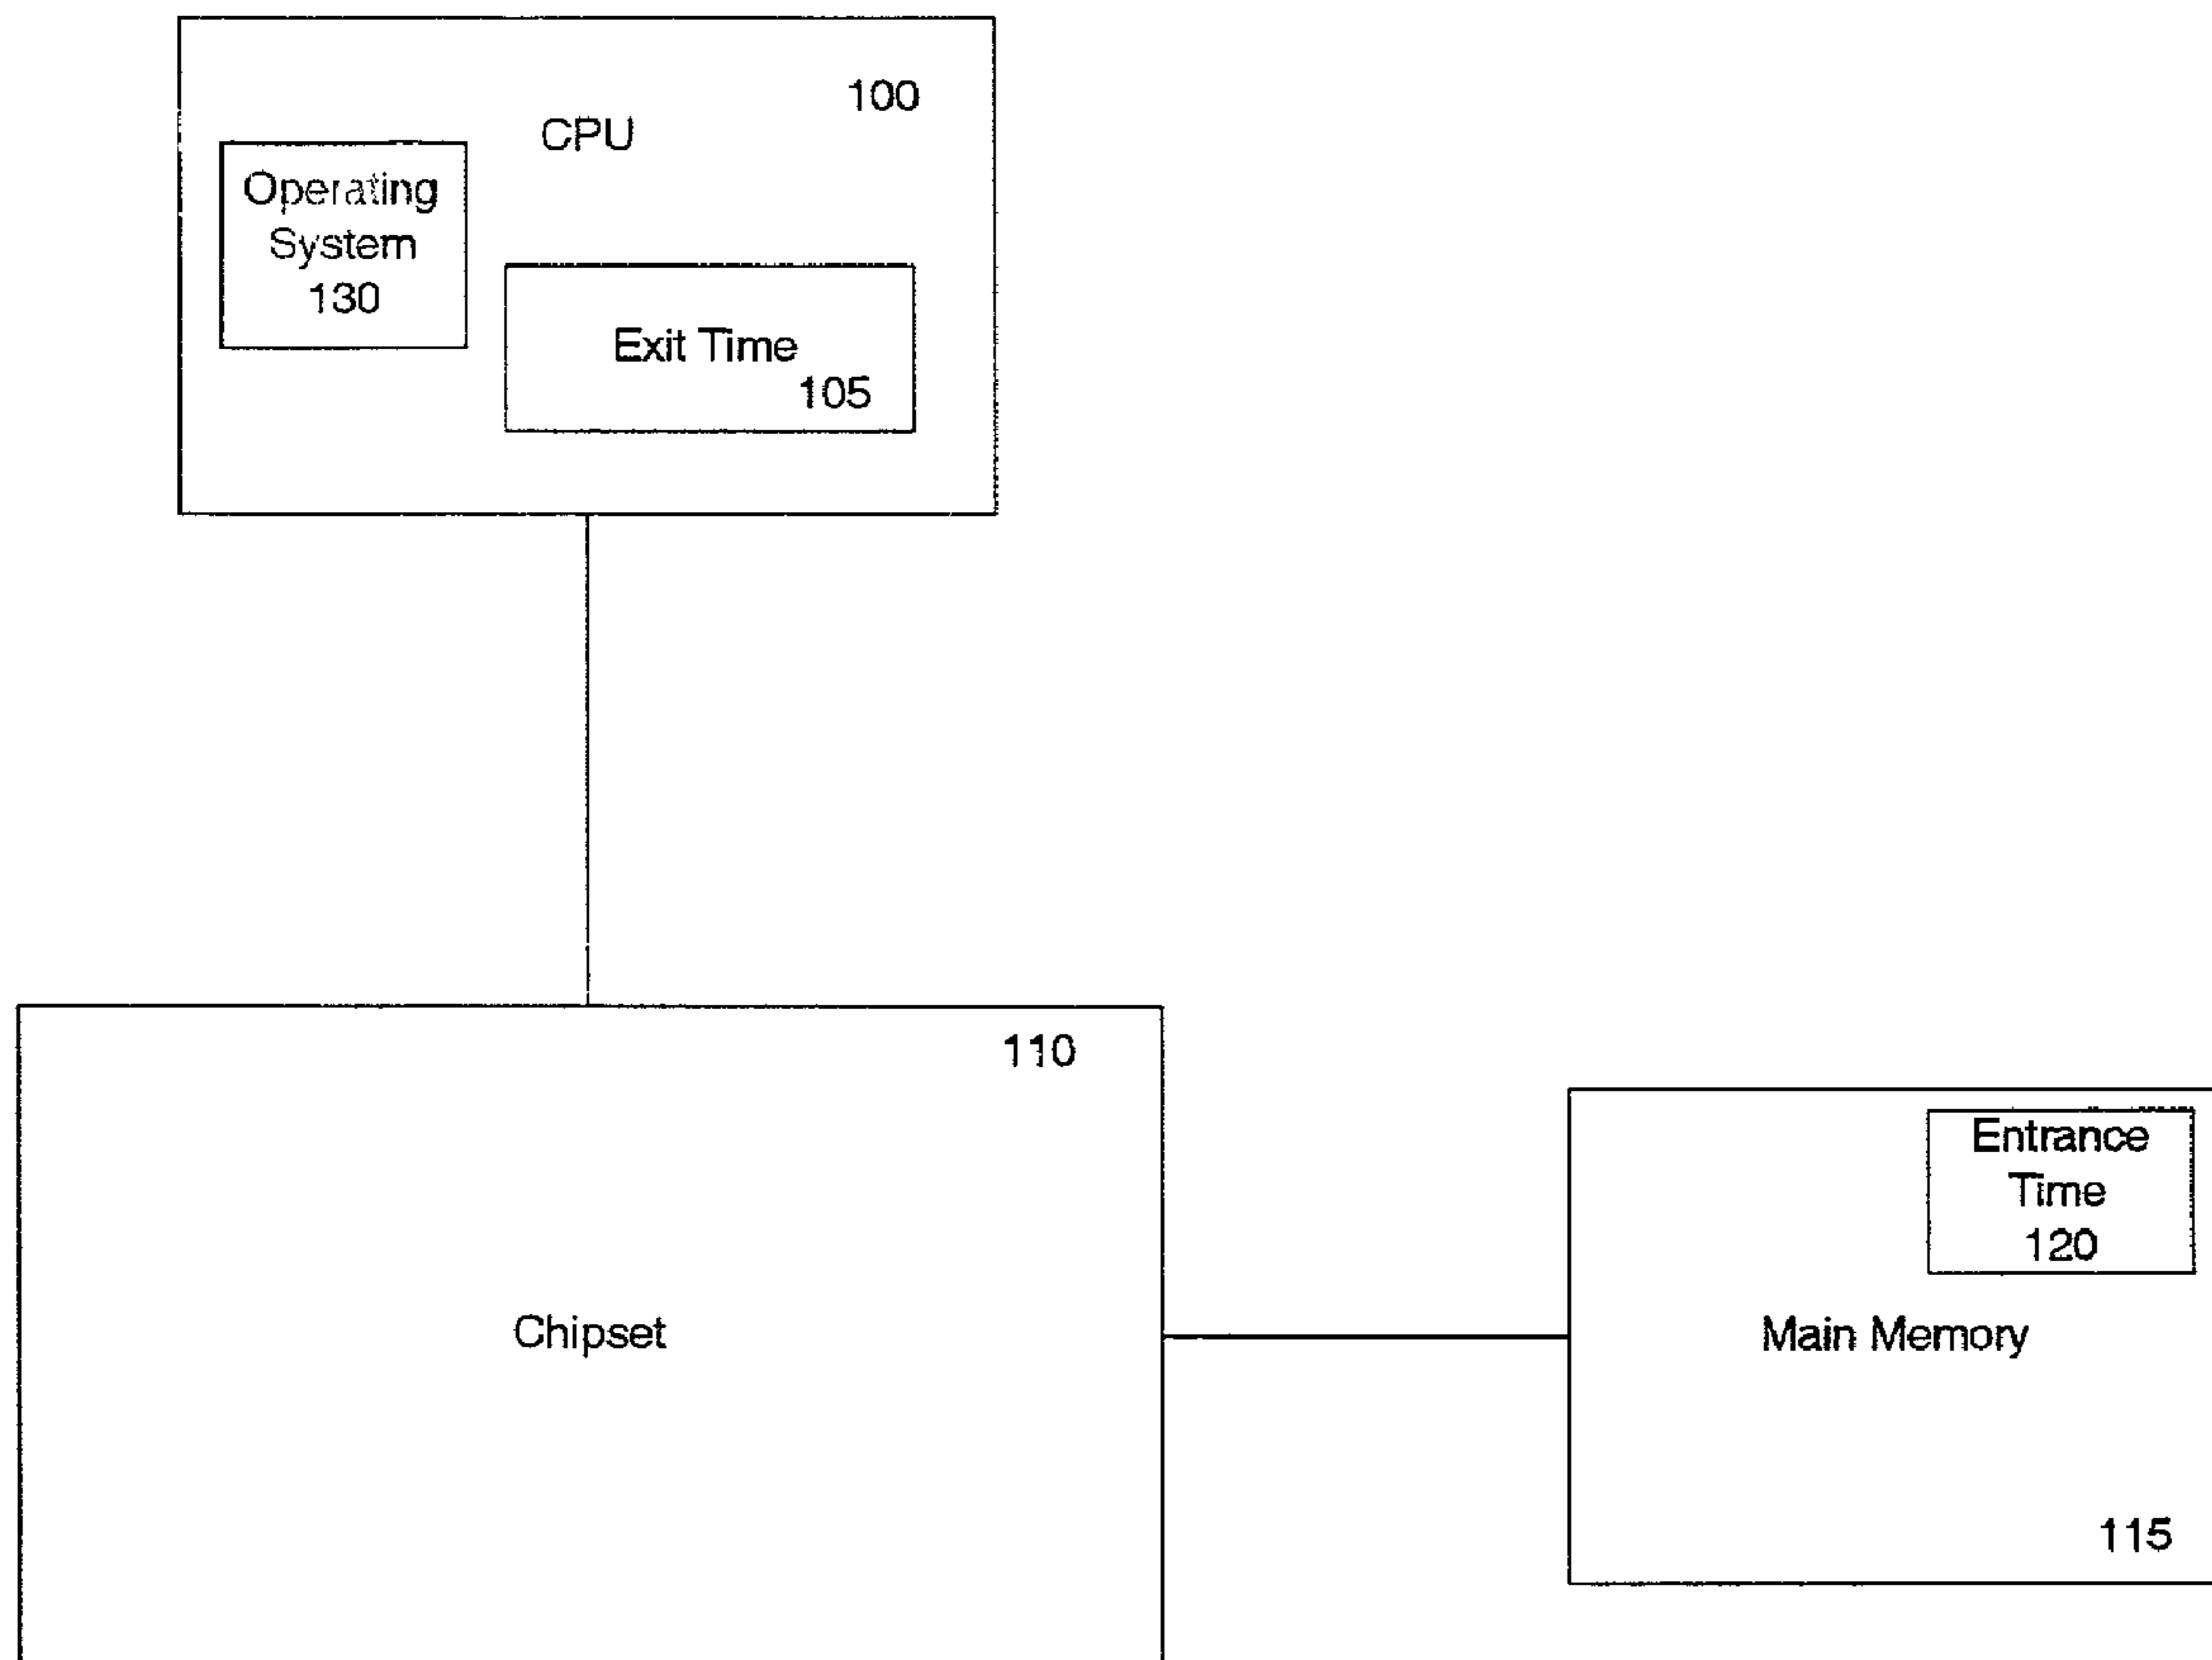 100
CPU
Operating
System
130
Exit Time
105
110
Chipset
Entrance
Time
120
Main Memory
115